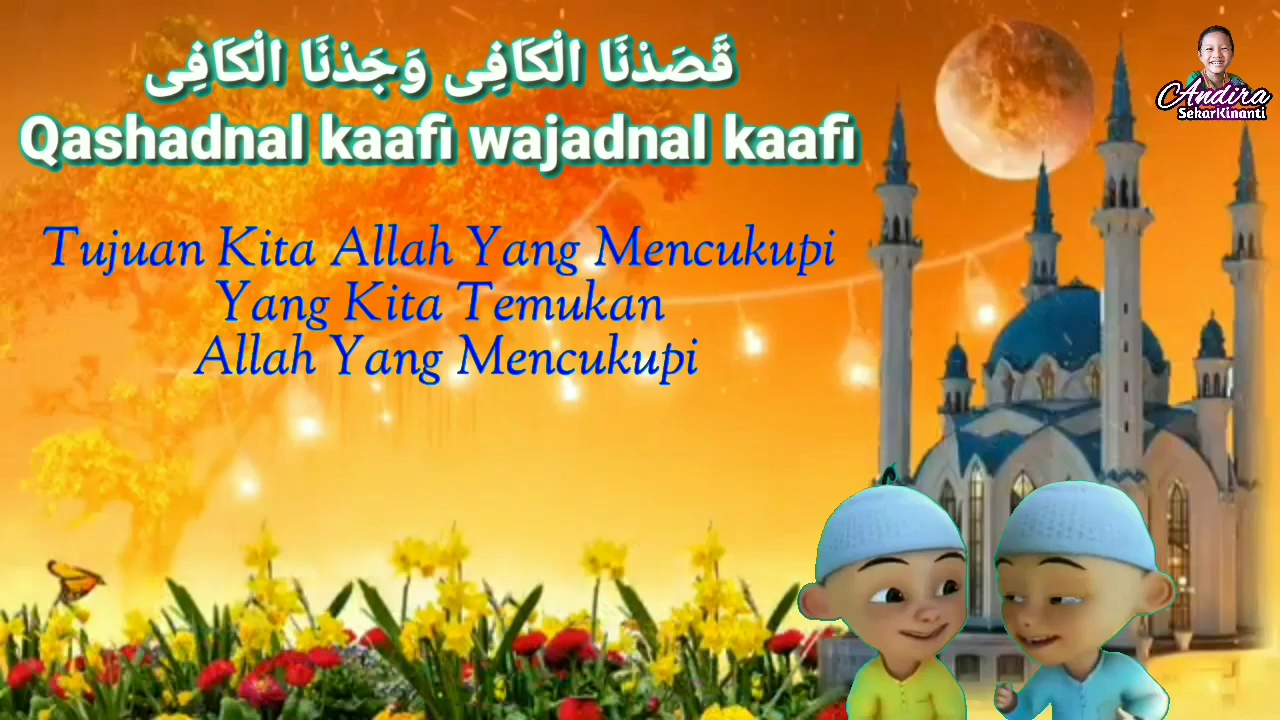 قَصَدْنَا الْكَافِى وَجَدْنَا الْكَافِى
Qashadnal kaafi wajadnal kaafi
Tujuan Kita Allah Yang Mencukupi
Yang Kita Temukan
Allah Yang Mencukupi
Andira
SekarKinanti